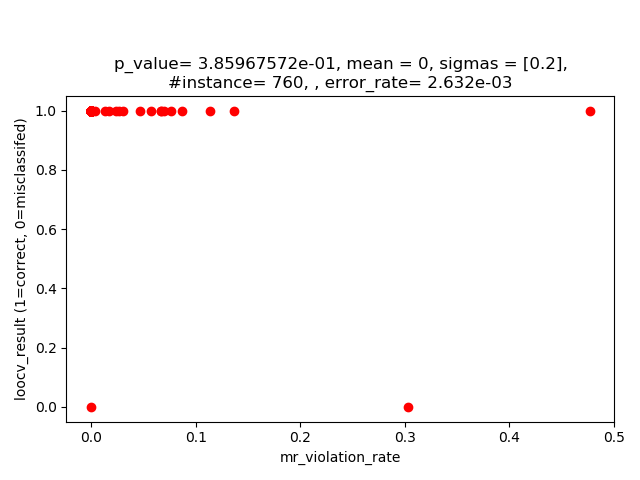 p_value= 3.85967572e-01, mean = 0, sigmas = [0.2],
#instance= 760, , error_rate= 2.632e-03
1.0
0.8
0.6
0.4
0.2
0.0
loocv_result (1=correct, 0=misclassifed)
0.0 0.1 0.2 0.3 0.4 0.5
mr_violation_rate